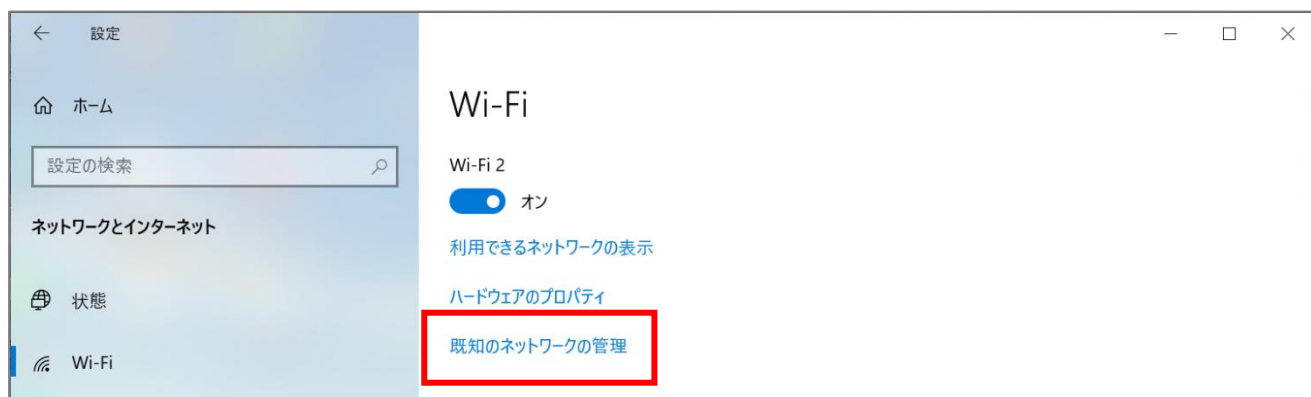 設定
ホーム
設定の検索
ネットワークとインターネット
状態
Wi-Fi
Wi-Fi
Wi-Fi 2
オン
利用できるネットワークの表示
ハードウェアのプロパティ
既知のネットワークの管理